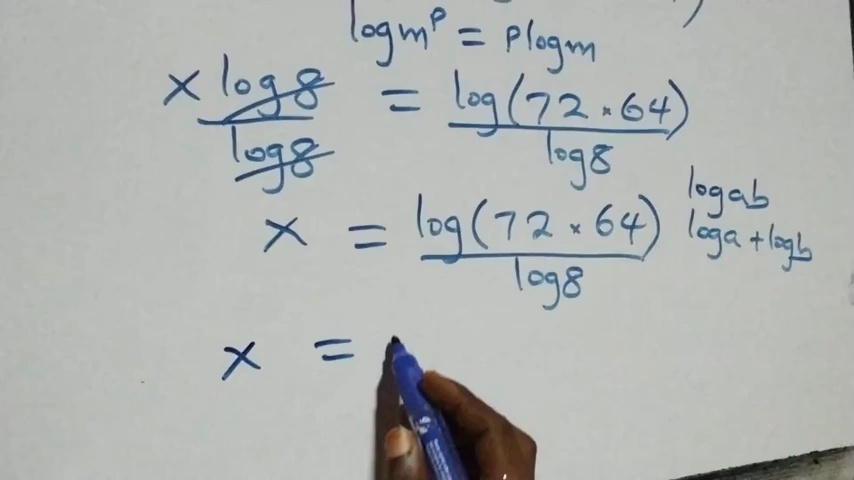 log m^p = p log m
x log 8 / log 8 = log(72 × 64) / log 8
x = log(72 × 64) / log 8
log ab
log a + log b
x =